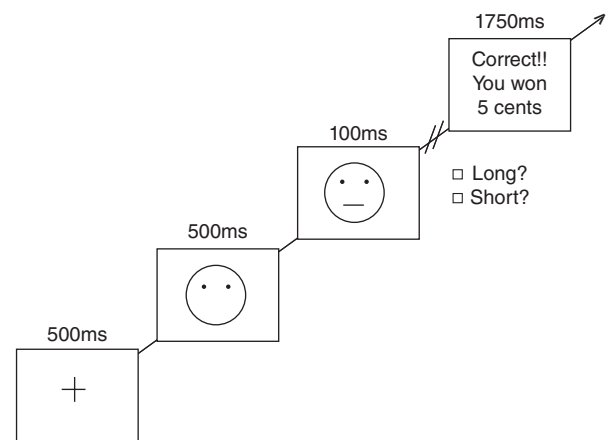 1750ms
Correct!!
You won
5 cents
100ms
□ Long?
□ Short?
500ms
500ms